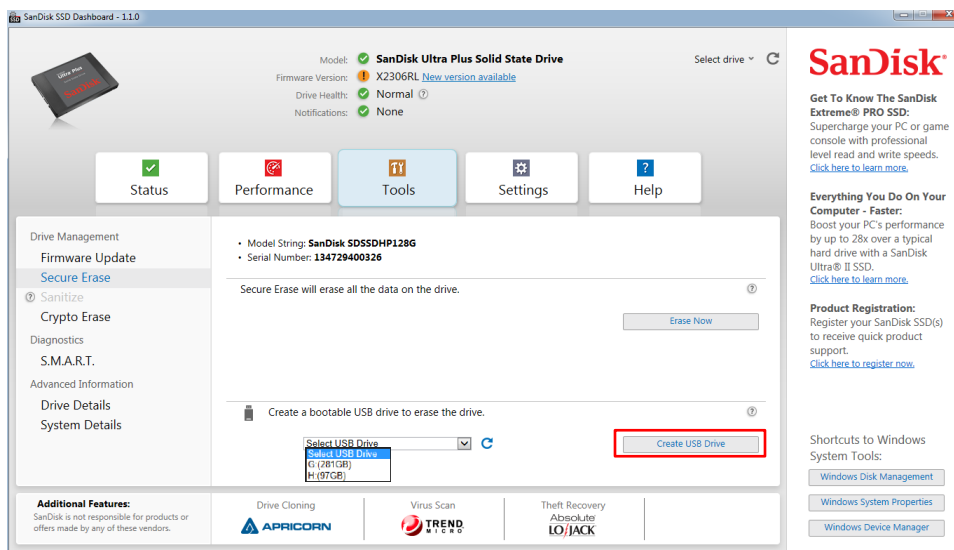 SanDisk SSD Dashboard - 1.1.0
Model: SanDisk Ultra Plus Solid State Drive
Select drive
Firmware Version: X2306RL New version available
Drive Health: Normal
Notifications: None
Ultra Plus
SanDisk
Status
Performance
Tools
Settings
Help
Drive Management
Firmware Update
Secure Erase
Sanitize
Crypto Erase
Diagnostics
S.M.A.R.T.
Advanced Information
Drive Details
System Details
• Model String: SanDisk SDSSDHP128G
• Serial Number: 134729400326
Secure Erase will erase all the data on the drive.
Erase Now
Create a bootable USB drive to erase the drive.
Select USB Drive
Select USB Drive
G:(281GB)
H:(97GB)
Create USB Drive
Additional Features:
SanDisk is not responsible for products or
offers made by any of these vendors.
Drive Cloning
APRICORN
Virus Scan
TREND
MICRO
Theft Recovery
Absolute
LO/JACK
SanDisk®
Get To Know The SanDisk
Extreme® PRO SSD:
Supercharge your PC or game
console with professional
level read and write speeds.
Click here to learn more.
Everything You Do On Your
Computer - Faster:
Boost your PC's performance
by up to 28x over a typical
hard drive with a SanDisk
Ultra® II SSD.
Click here to learn more.
Product Registration:
Register your SanDisk SSD(s)
to receive quick product
support.
Click here to register now.
Shortcuts to Windows
System Tools:
Windows Disk Management
Windows System Properties
Windows Device Manager